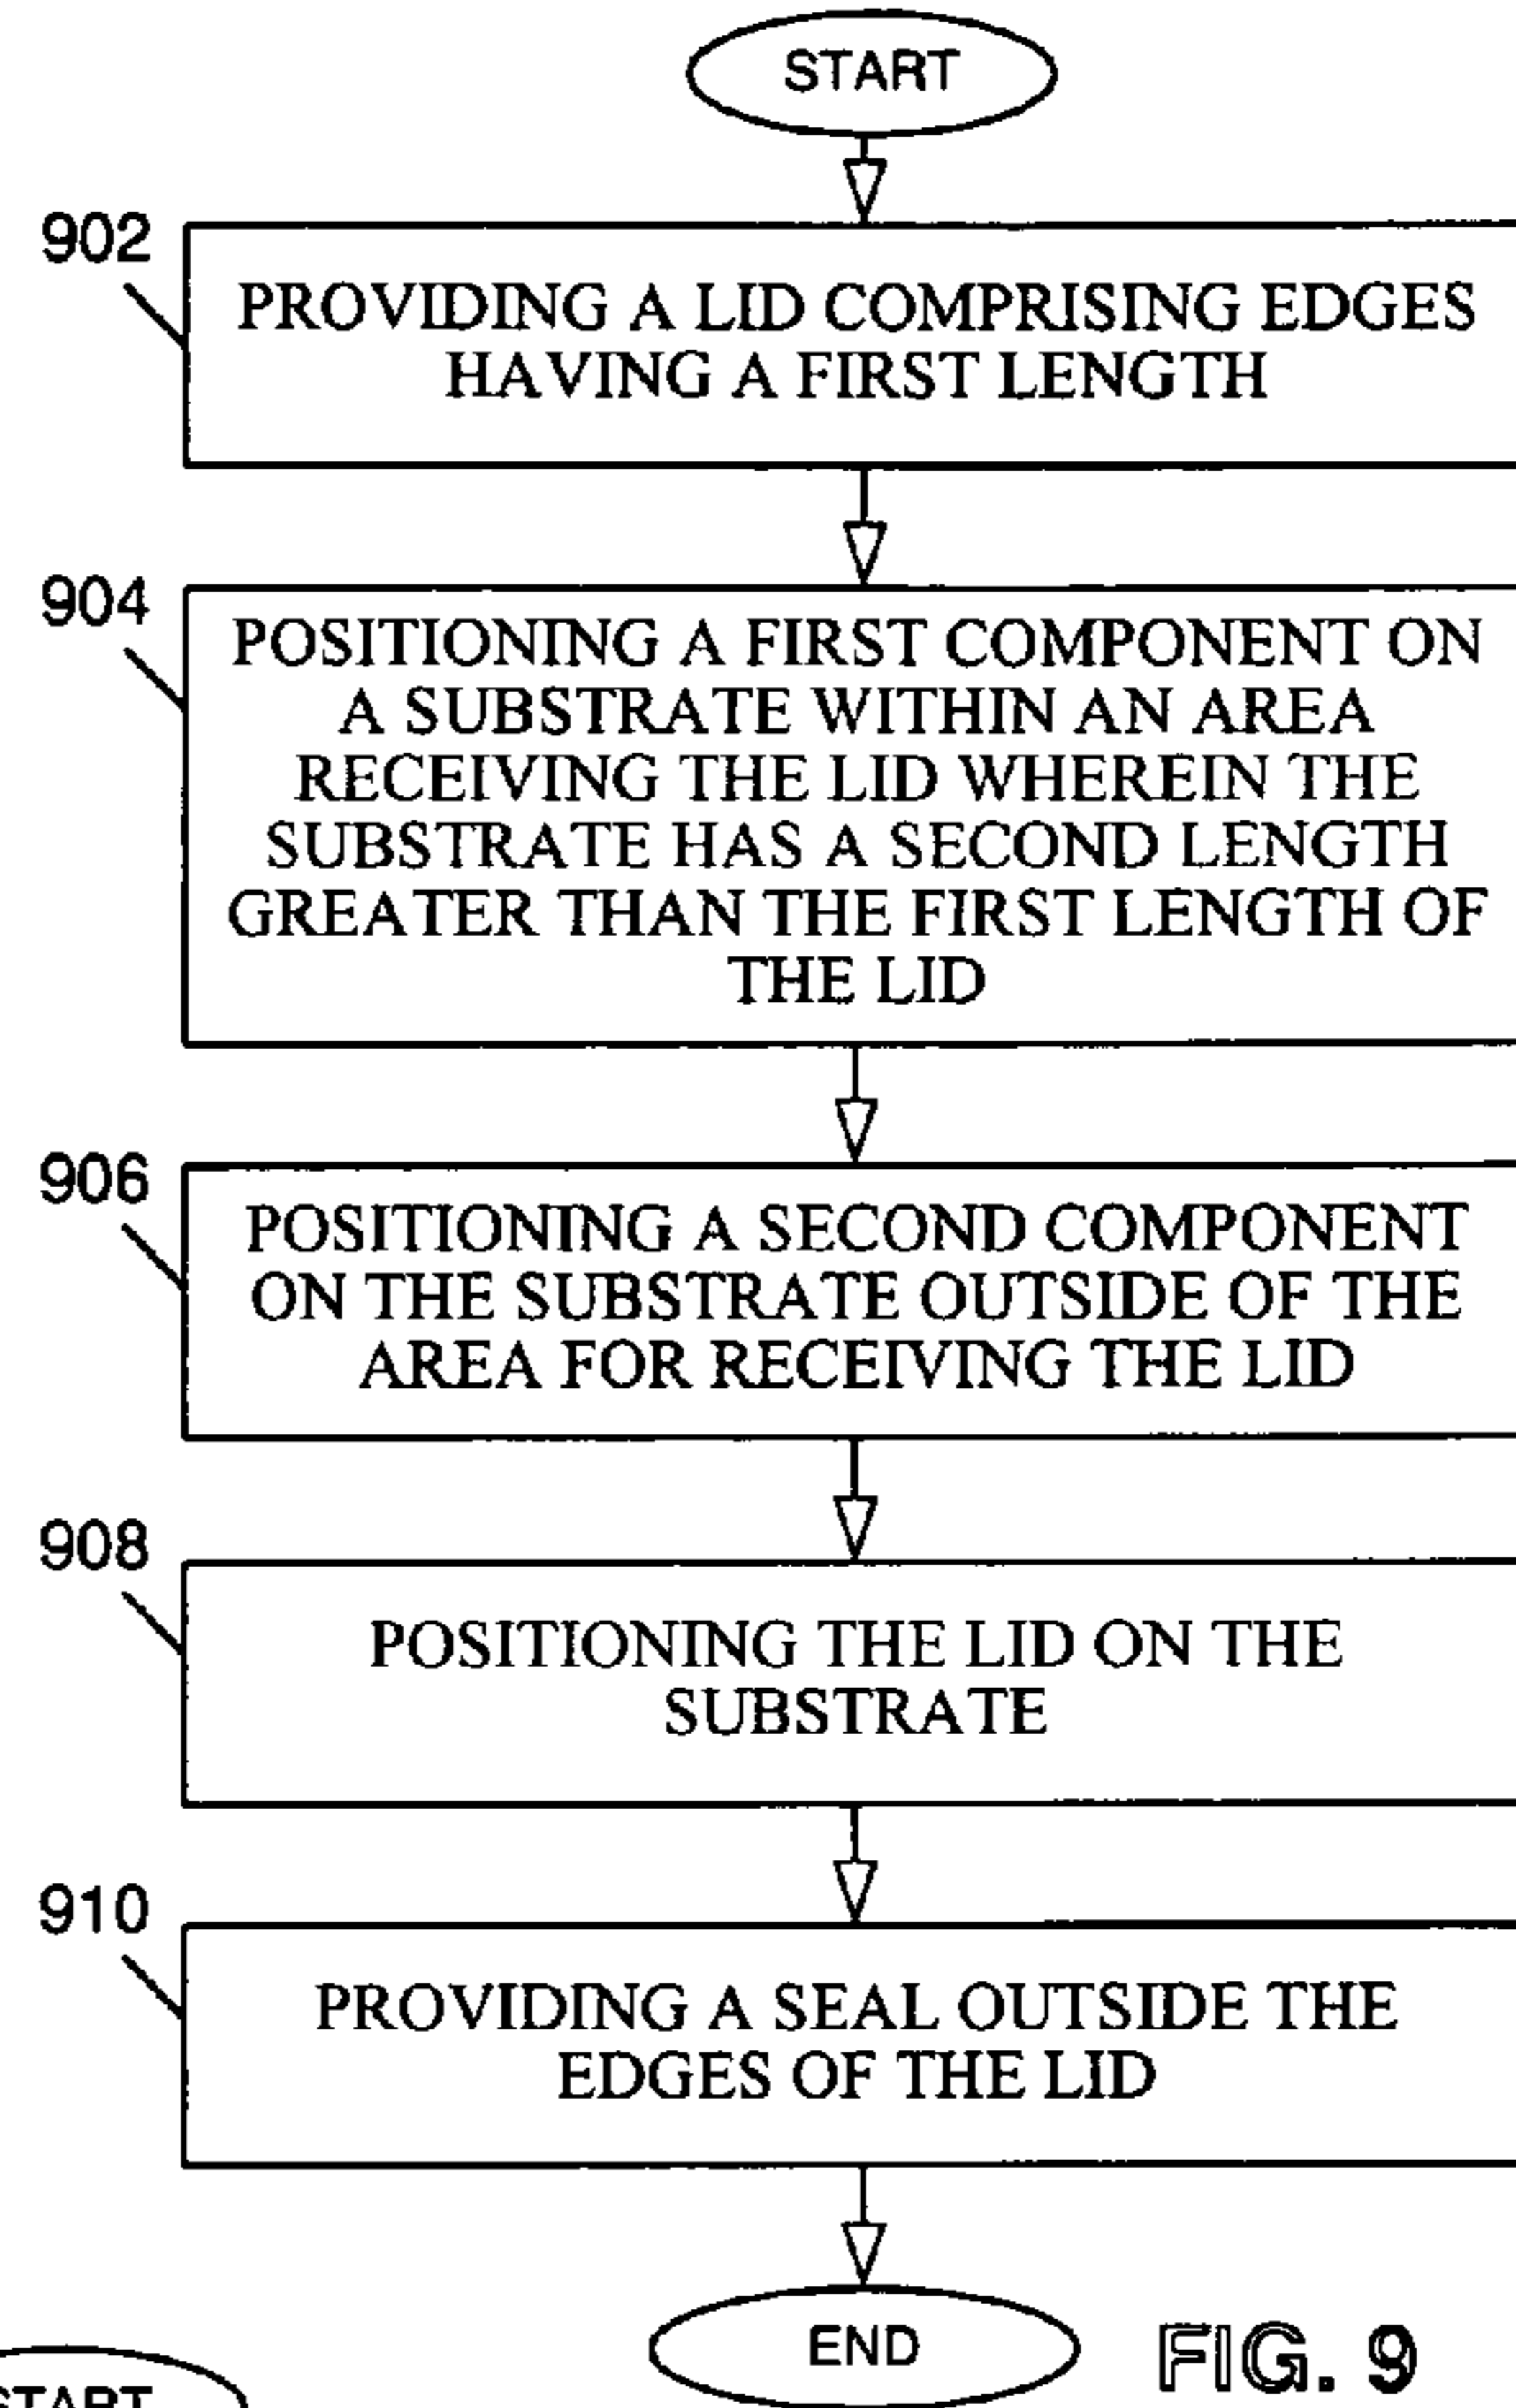 START
902
PROVIDING A LID COMPRISING EDGES
HAVING A FIRST LENGTH
904
POSITIONING A FIRST COMPONENT ON
A SUBSTRATE WITHIN AN AREA
RECEIVING THE LID WHEREIN THE
SUBSTRATE HAS A SECOND LENGTH
GREATER THAN THE FIRST LENGTH OF
THE LID
906
POSITIONING A SECOND COMPONENT
ON THE SUBSTRATE OUTSIDE OF THE
AREA FOR RECEIVING THE LID
908
POSITIONING THE LID ON THE
SUBSTRATE
910
PROVIDING A SEAL OUTSIDE THE
EDGES OF THE LID
END
FIG. 9
START